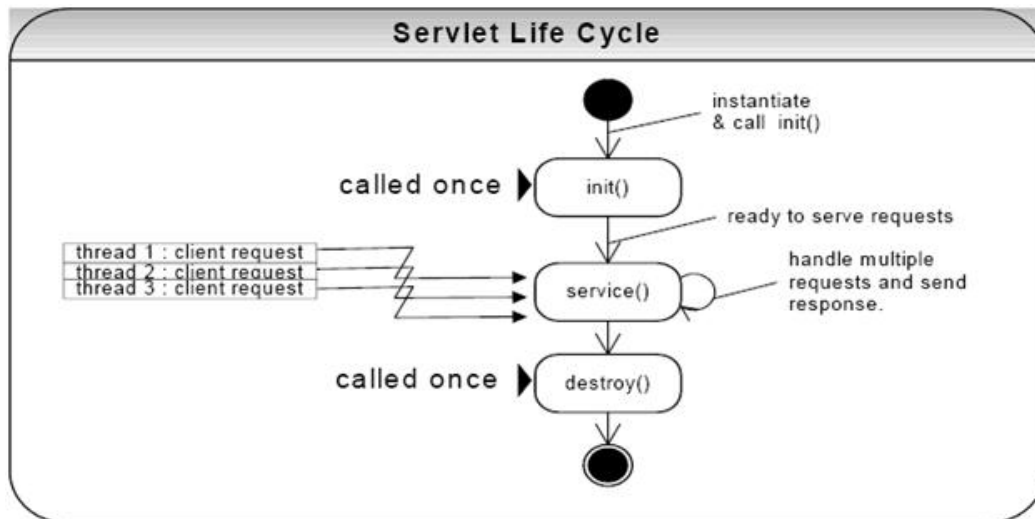 Servlet Life Cycle
instantiate
& call init()
called once
init()
ready to serve requests
thread 1 : client request
thread 2 : client request
thread 3 : client request
service()
handle multiple
requests and send
response.
called once
destroy()